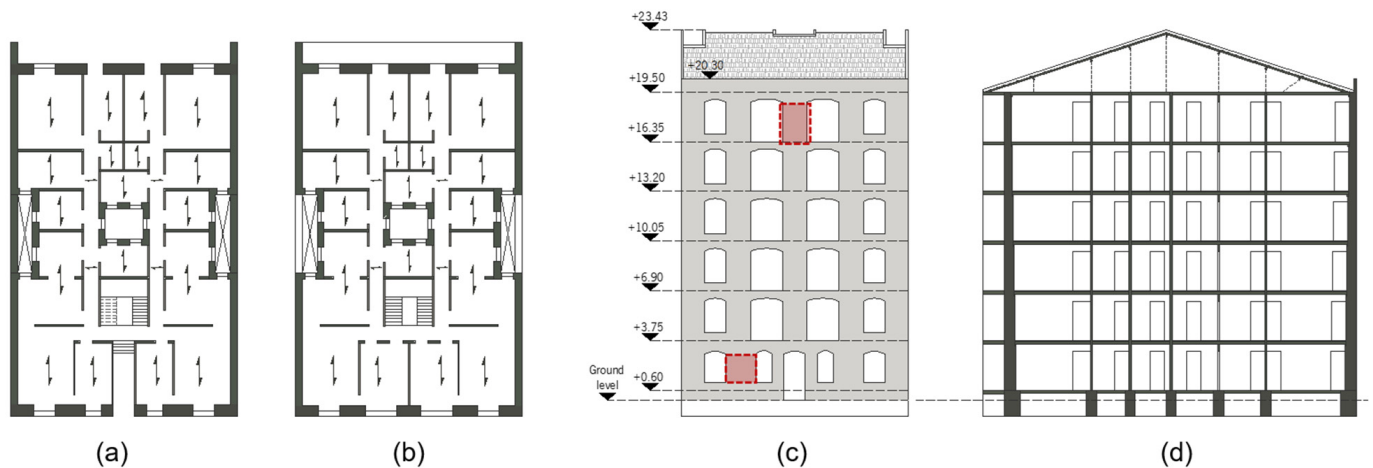 +23.43
+20.30
+19.50
+16.35
+13.20
+10.05
+6.90
+3.75
Ground
level
+0.60
(a)
(b)
(c)
(d)